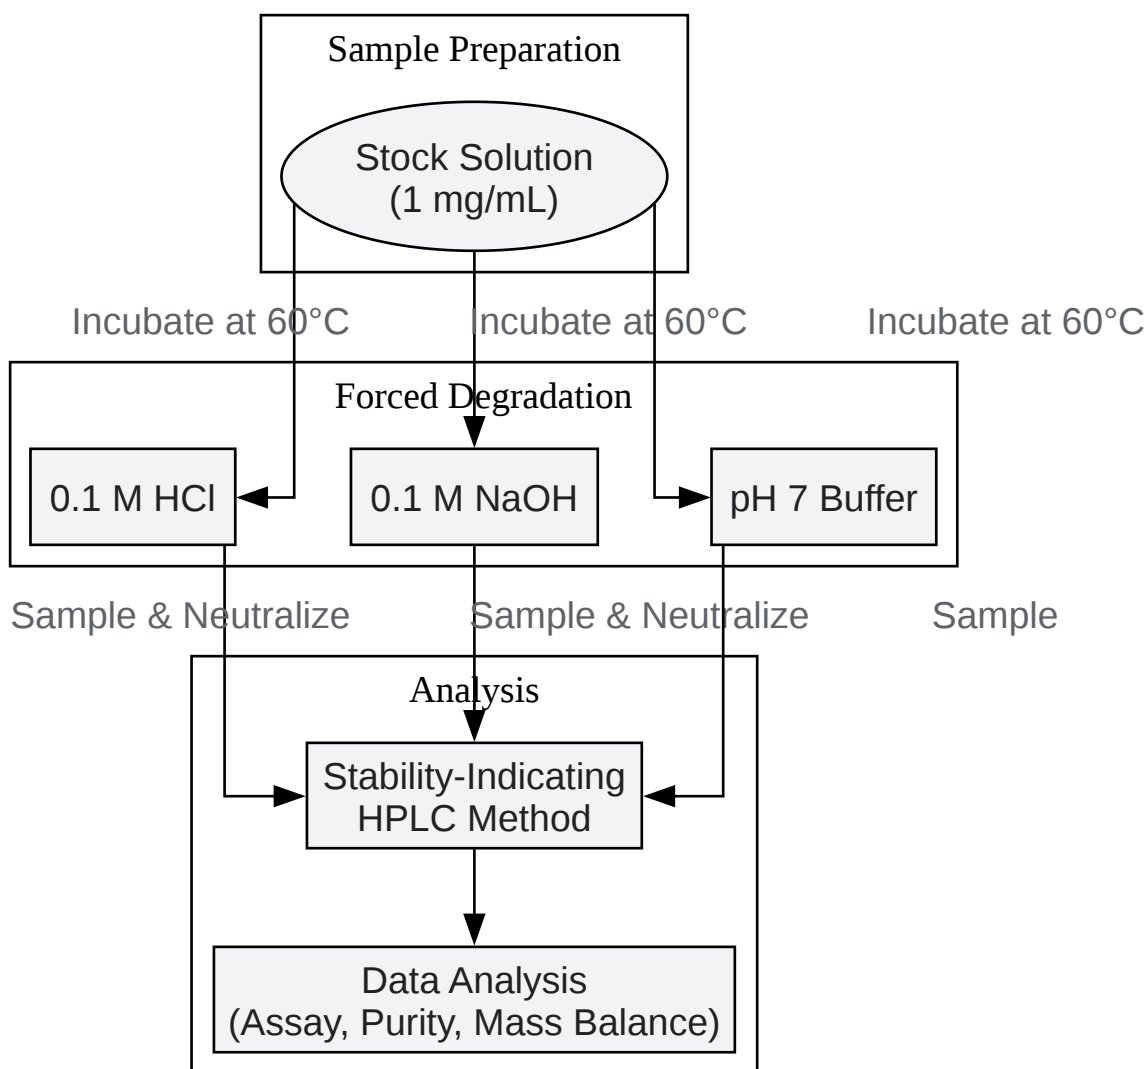 Sample Preparation
Stock Solution
(1 mg/mL)
Incubate at 60°C
Incubate at 60°C
Incubate at 60°C
Forced Degradation
0.1 M HCl
0.1 M NaOH
pH 7 Buffer
Sample & Neutralize
Sample & Neutralize
Sample
Analysis
Stability-Indicating
HPLC Method
Data Analysis
(Assay, Purity, Mass Balance)